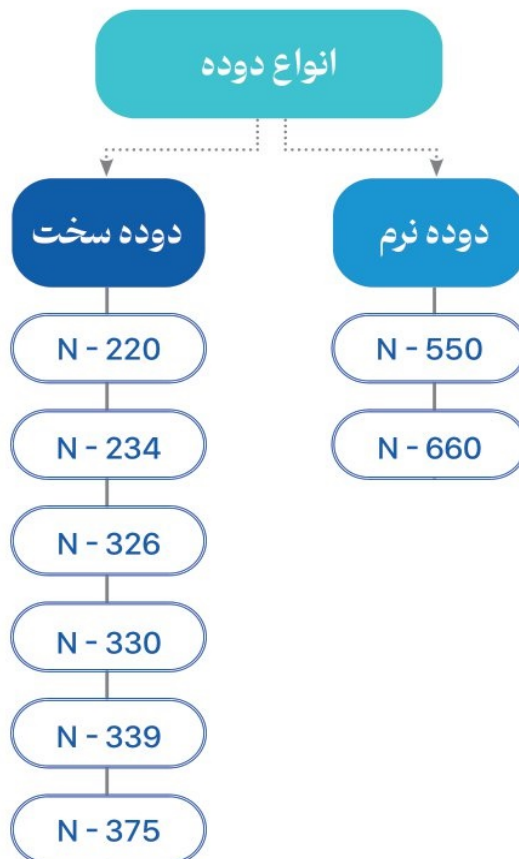 انواع دوده
دوده سخت
N - 220
N - 234
N - 326
N - 330
N - 339
N - 375
دوده نرم
N - 550
N - 660